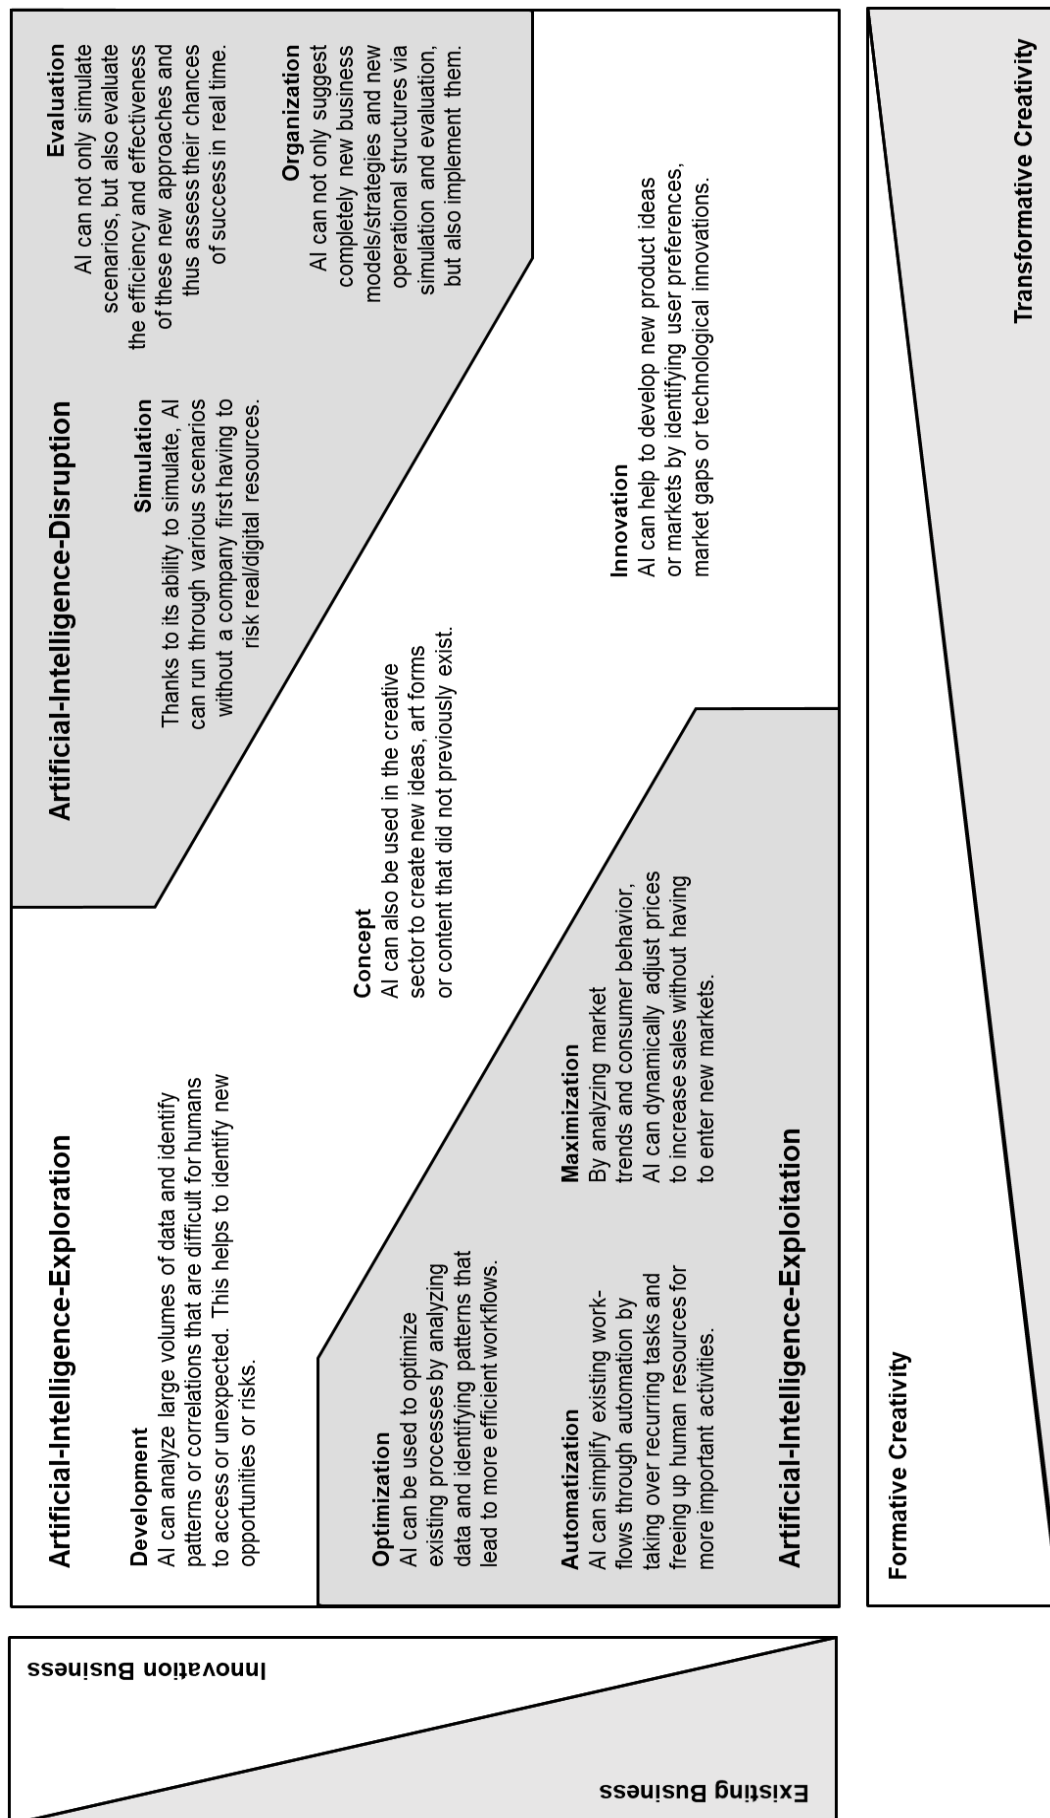 Artificial-Intelligence-Exploration
Development
AI can analyze large volumes of data and identify
patterns or correlations that are difficult for humans
to access or unexpected. This helps to identify new
opportunities or risks.
Artificial-Intelligence-Disruption
Simulation
Thanks to its ability to simulate, AI
can run through various scenarios
without a company first having to
risk real/digital resources.
Evaluation
AI can not only simulate
scenarios, but also evaluate
the efficiency and effectiveness
of these new approaches and
thus assess their chances
of success in real time.
Organization
AI can not only suggest
completely new business
models/strategies and new
operational structures via
simulation and evaluation,
but also implement them.
Concept
AI can also be used in the creative
sector to create new ideas, art forms
or content that did not previously exist.
Innovation
AI can help to develop new product ideas
or markets by identifying user preferences,
market gaps or technological innovations.
Optimization
AI can be used to optimize
existing processes by analyzing
data and identifying patterns that
lead to more efficient workflows.
Automatization
AI can simplify existing work-
flows through automation by
taking over recurring tasks and
freeing up human resources for
more important activities.
Maximization
By analyzing market
trends and consumer behavior,
AI can dynamically adjust prices
to increase sales without having
to enter new markets.
Artificial-Intelligence-Exploitation
Innovation Business
Existing Business
Formative Creativity
Transformative Creativity